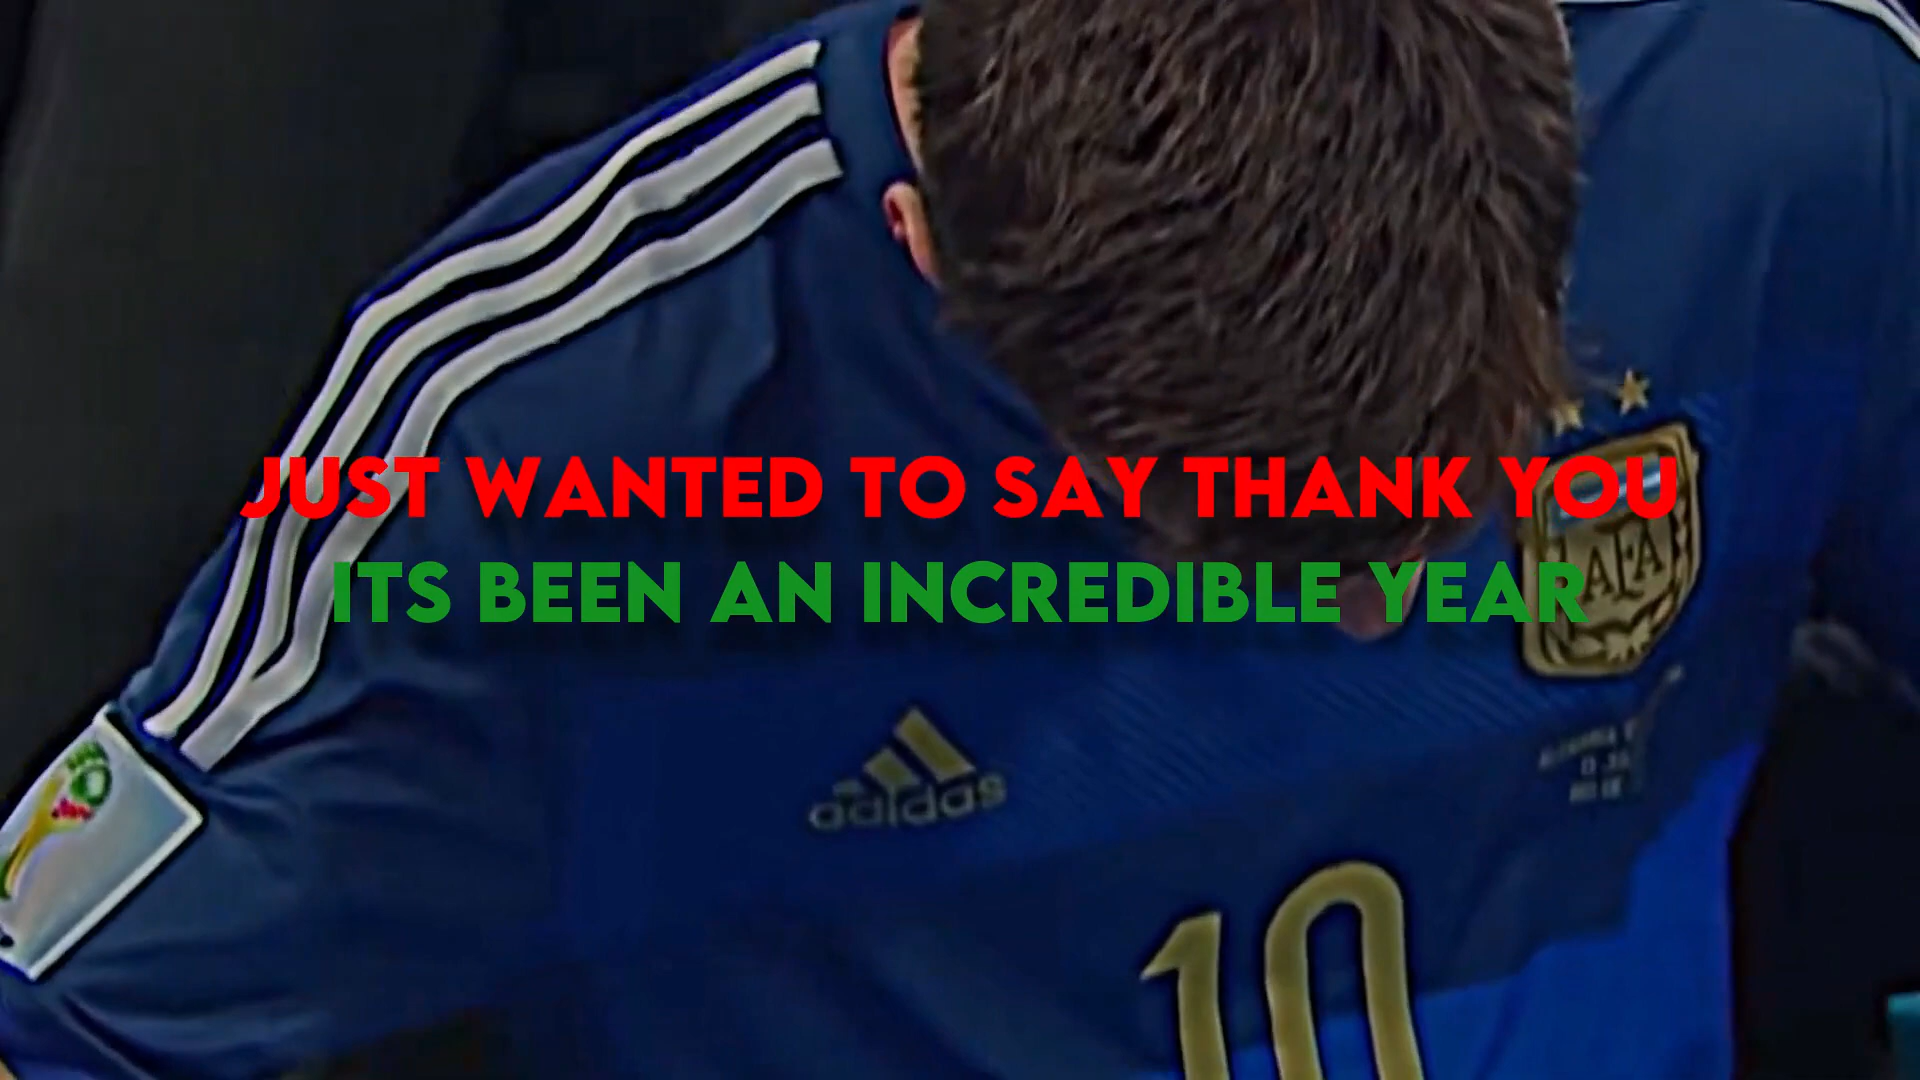 JUST WANTED TO SAY THANK YOU
ITS BEEN AN INCREDIBLE YEAR
AFA
adidas
10